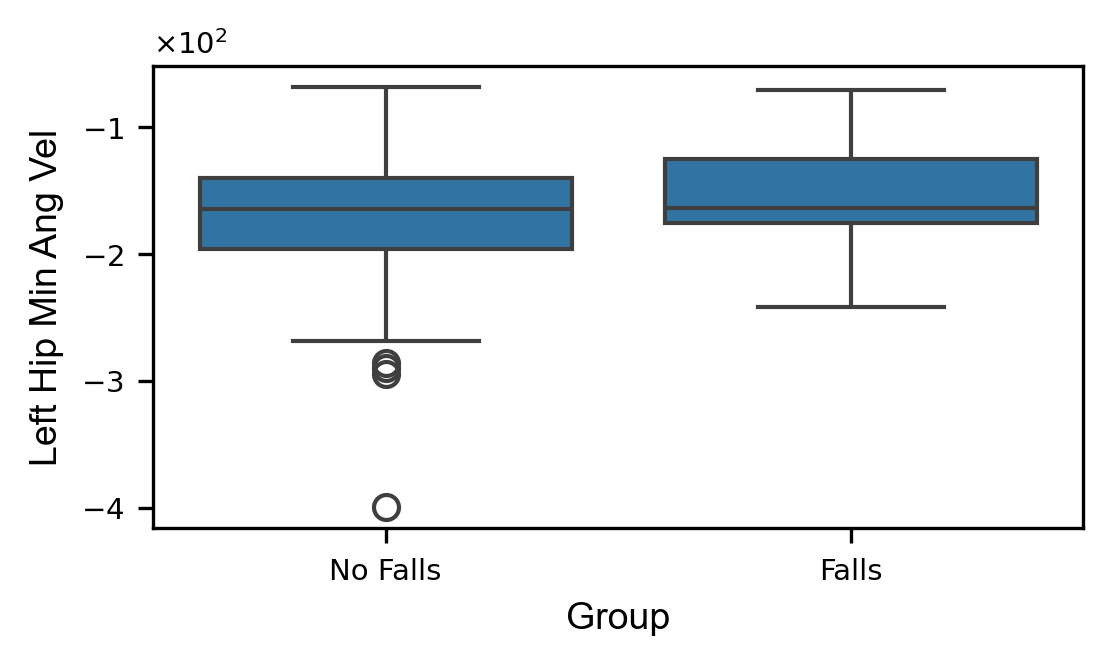 ×10²
Left Hip Min Ang Vel
−1
−2
−3
−4
No Falls
Falls
Group